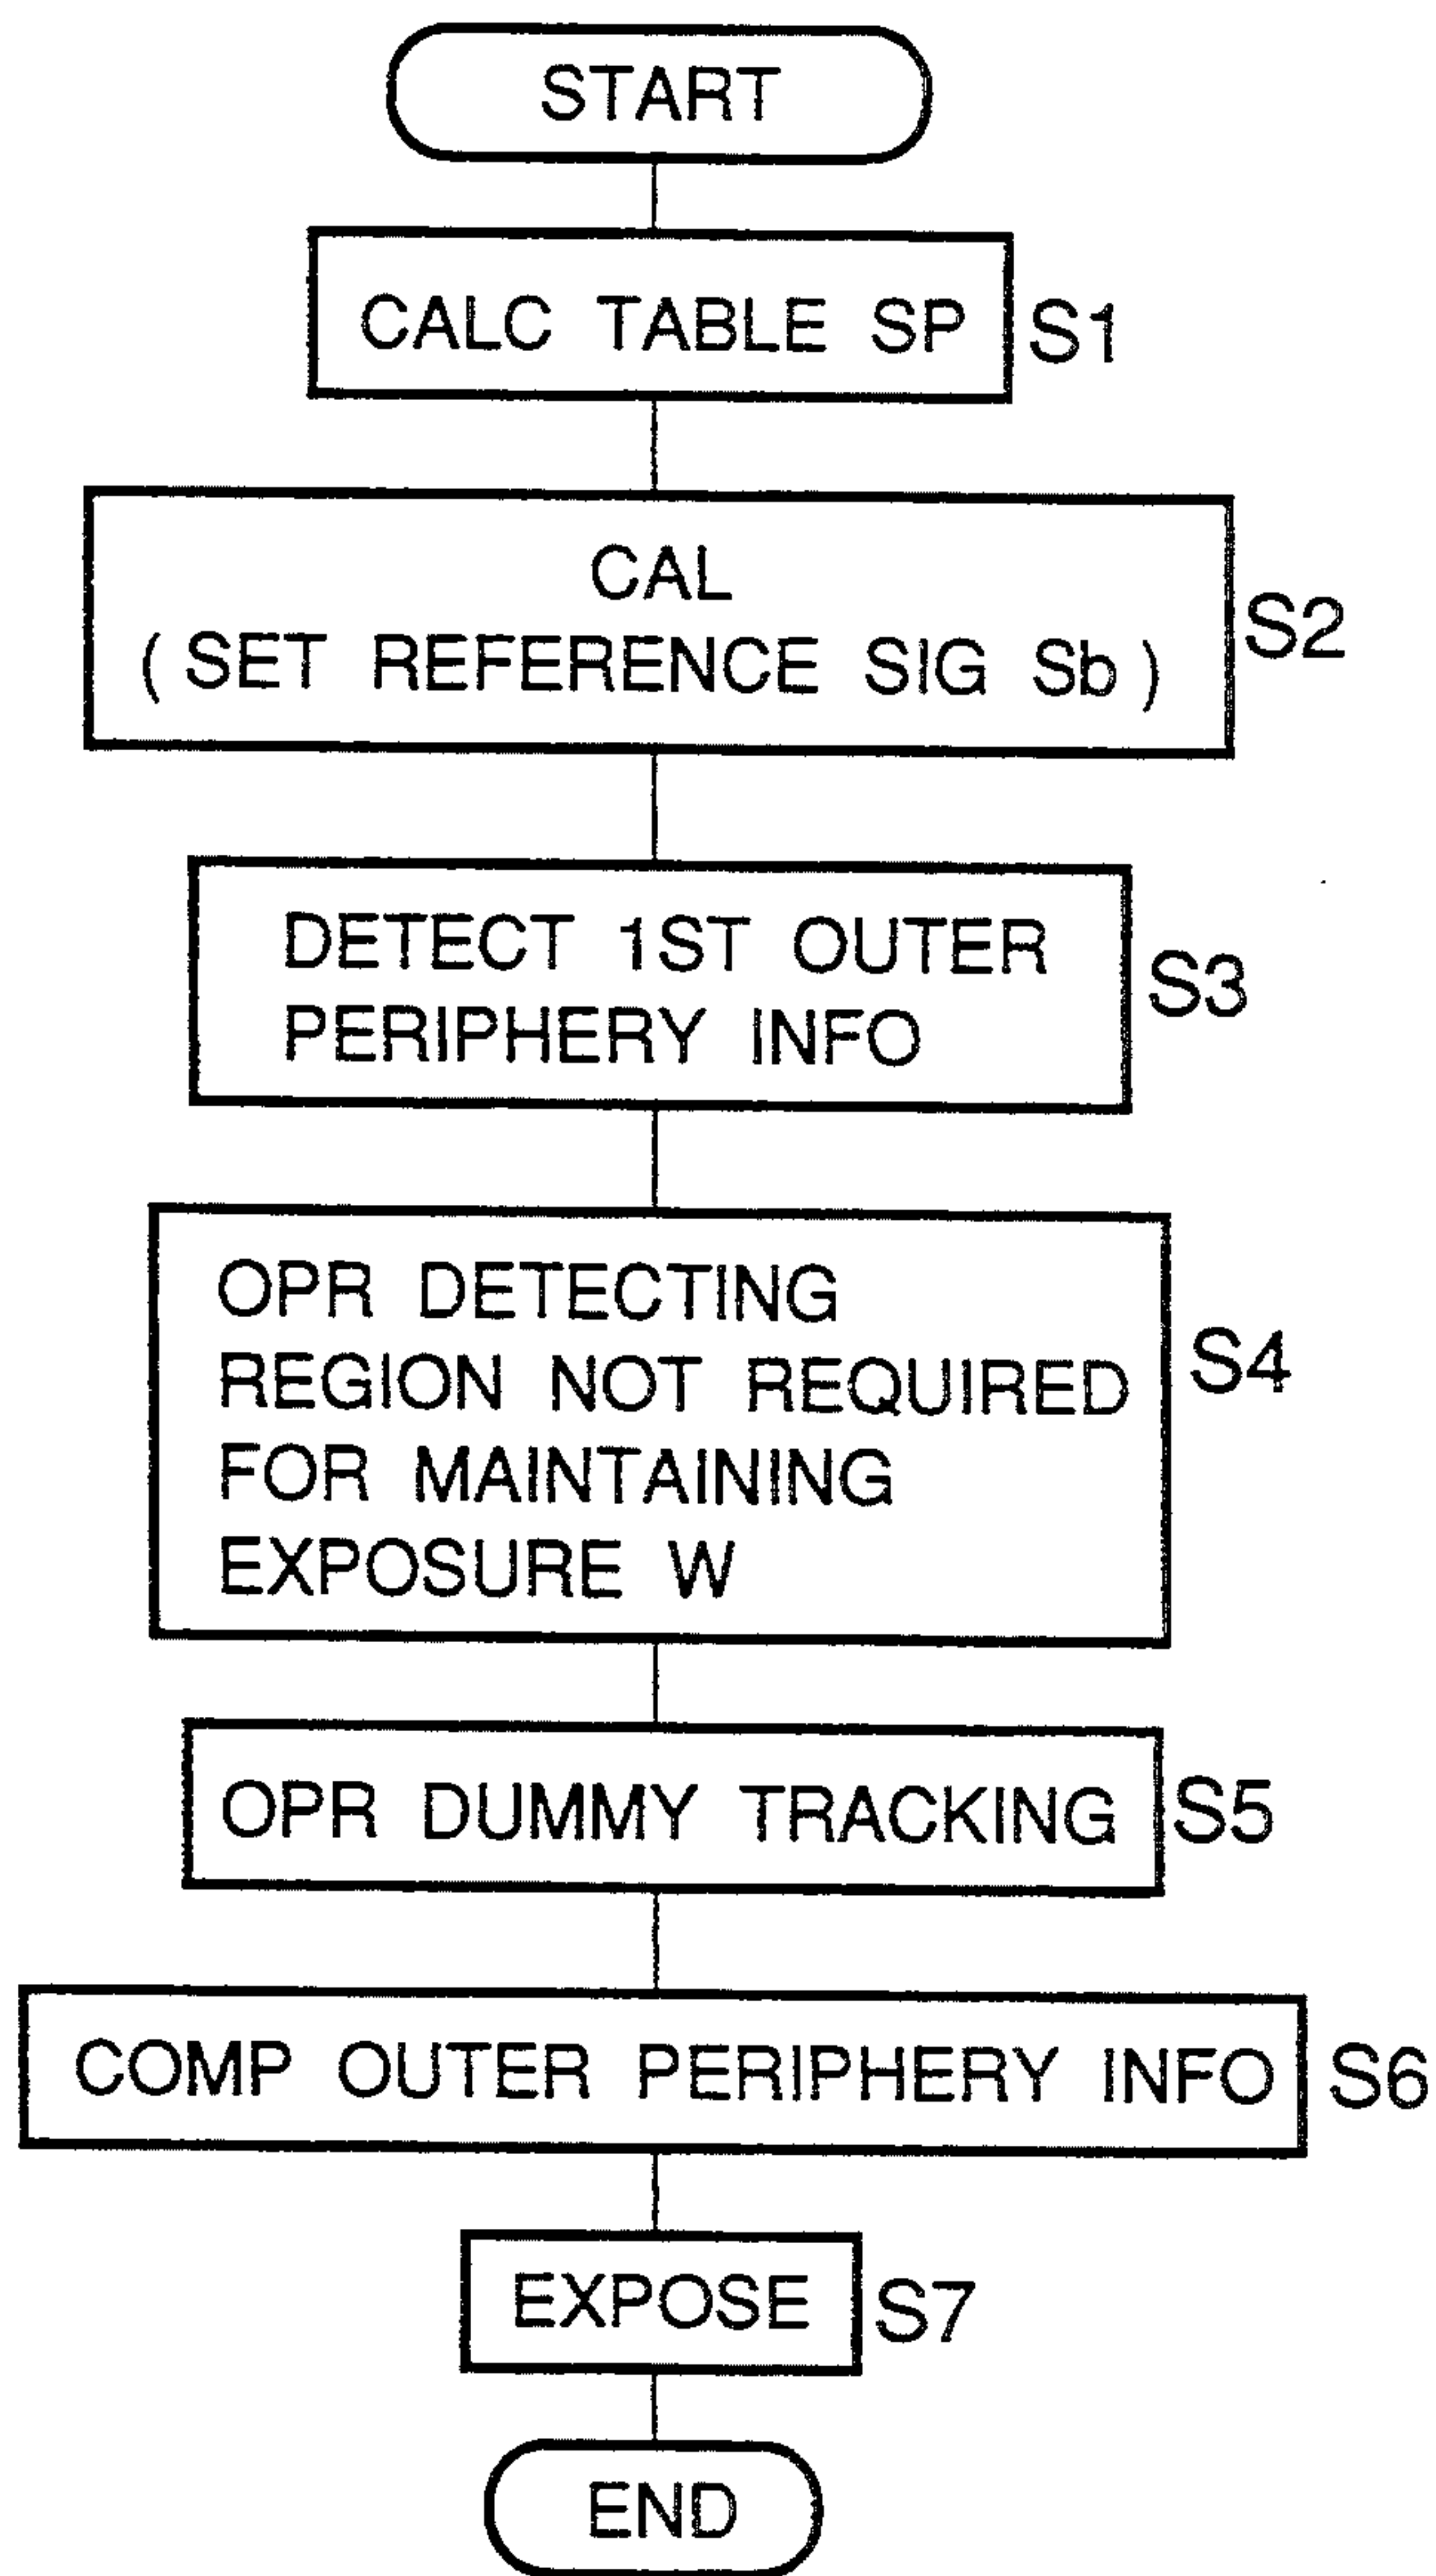 START
CALC TABLE SP
S1
CAL
(SET REFERENCE SIG Sb)
S2
DETECT 1ST OUTER
PERIPHERY INFO
S3
OPR DETECTING
REGION NOT REQUIRED
FOR MAINTAINING
EXPOSURE W
S4
OPR DUMMY TRACKING
S5
COMP OUTER PERIPHERY INFO
S6
EXPOSE
S7
END